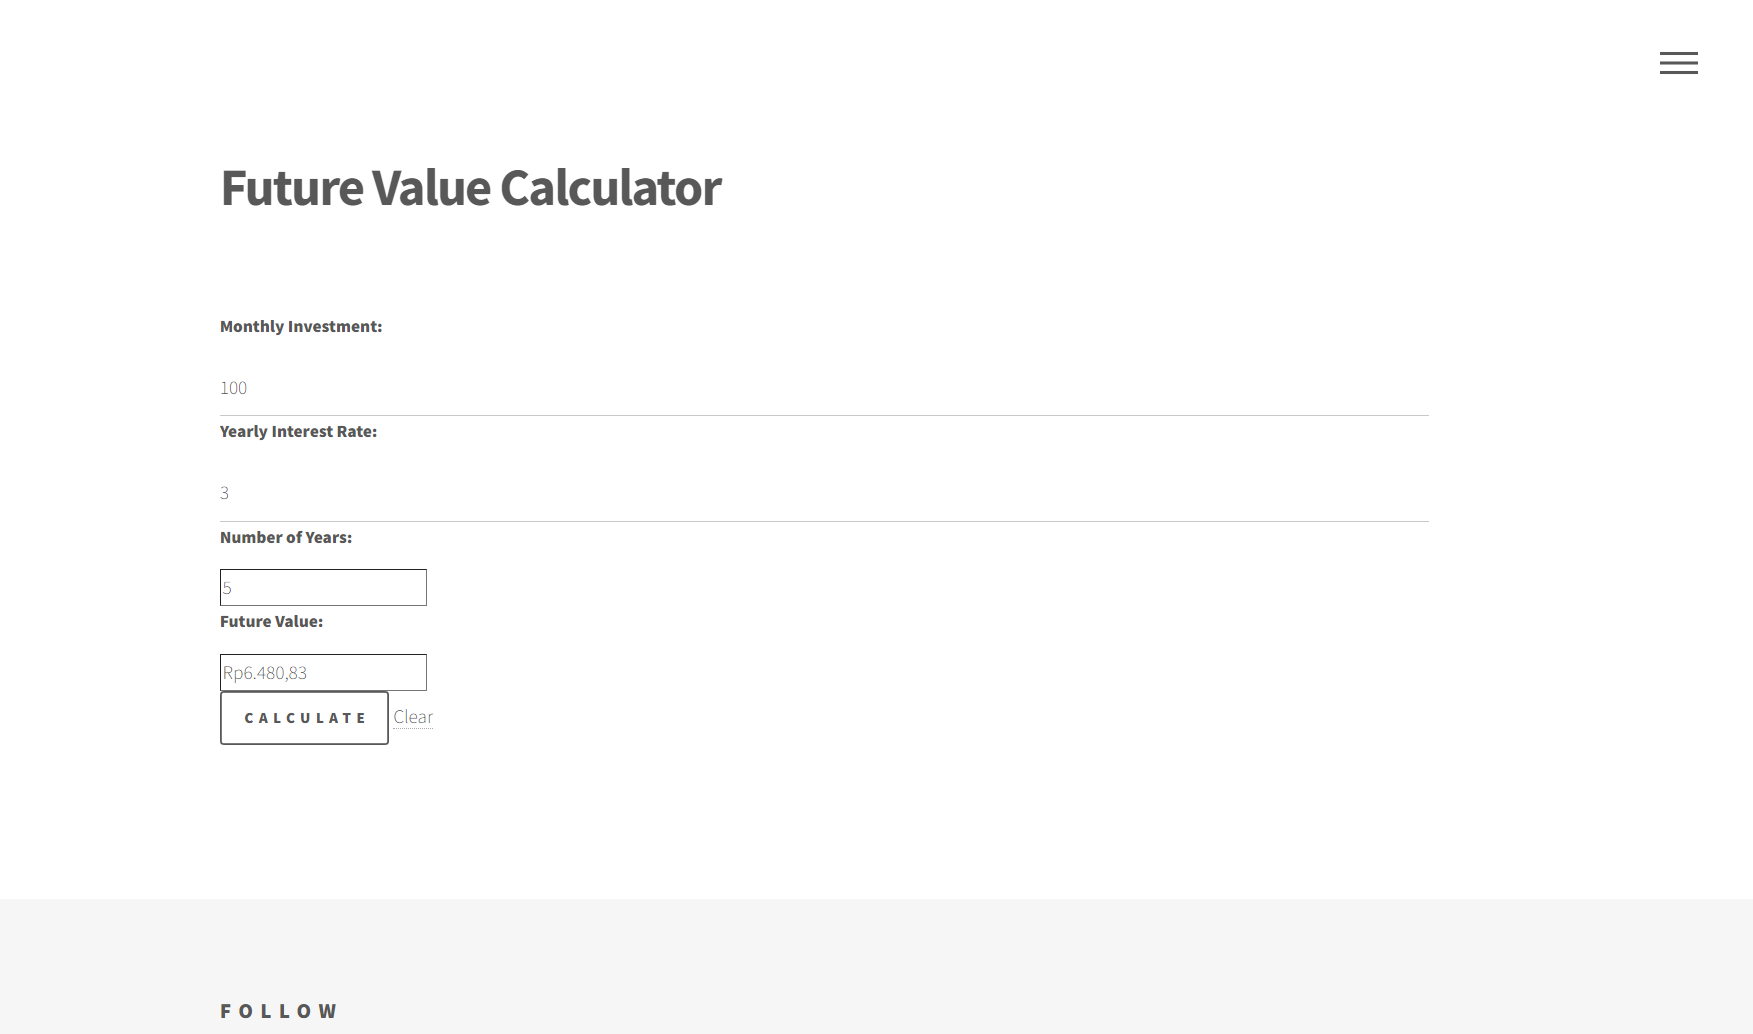 Future Value Calculator
Monthly Investment:
100
Yearly Interest Rate:
3
Number of Years:
5
Future Value:
Rp6.480,83
CALCULATE Clear
FOLLOW